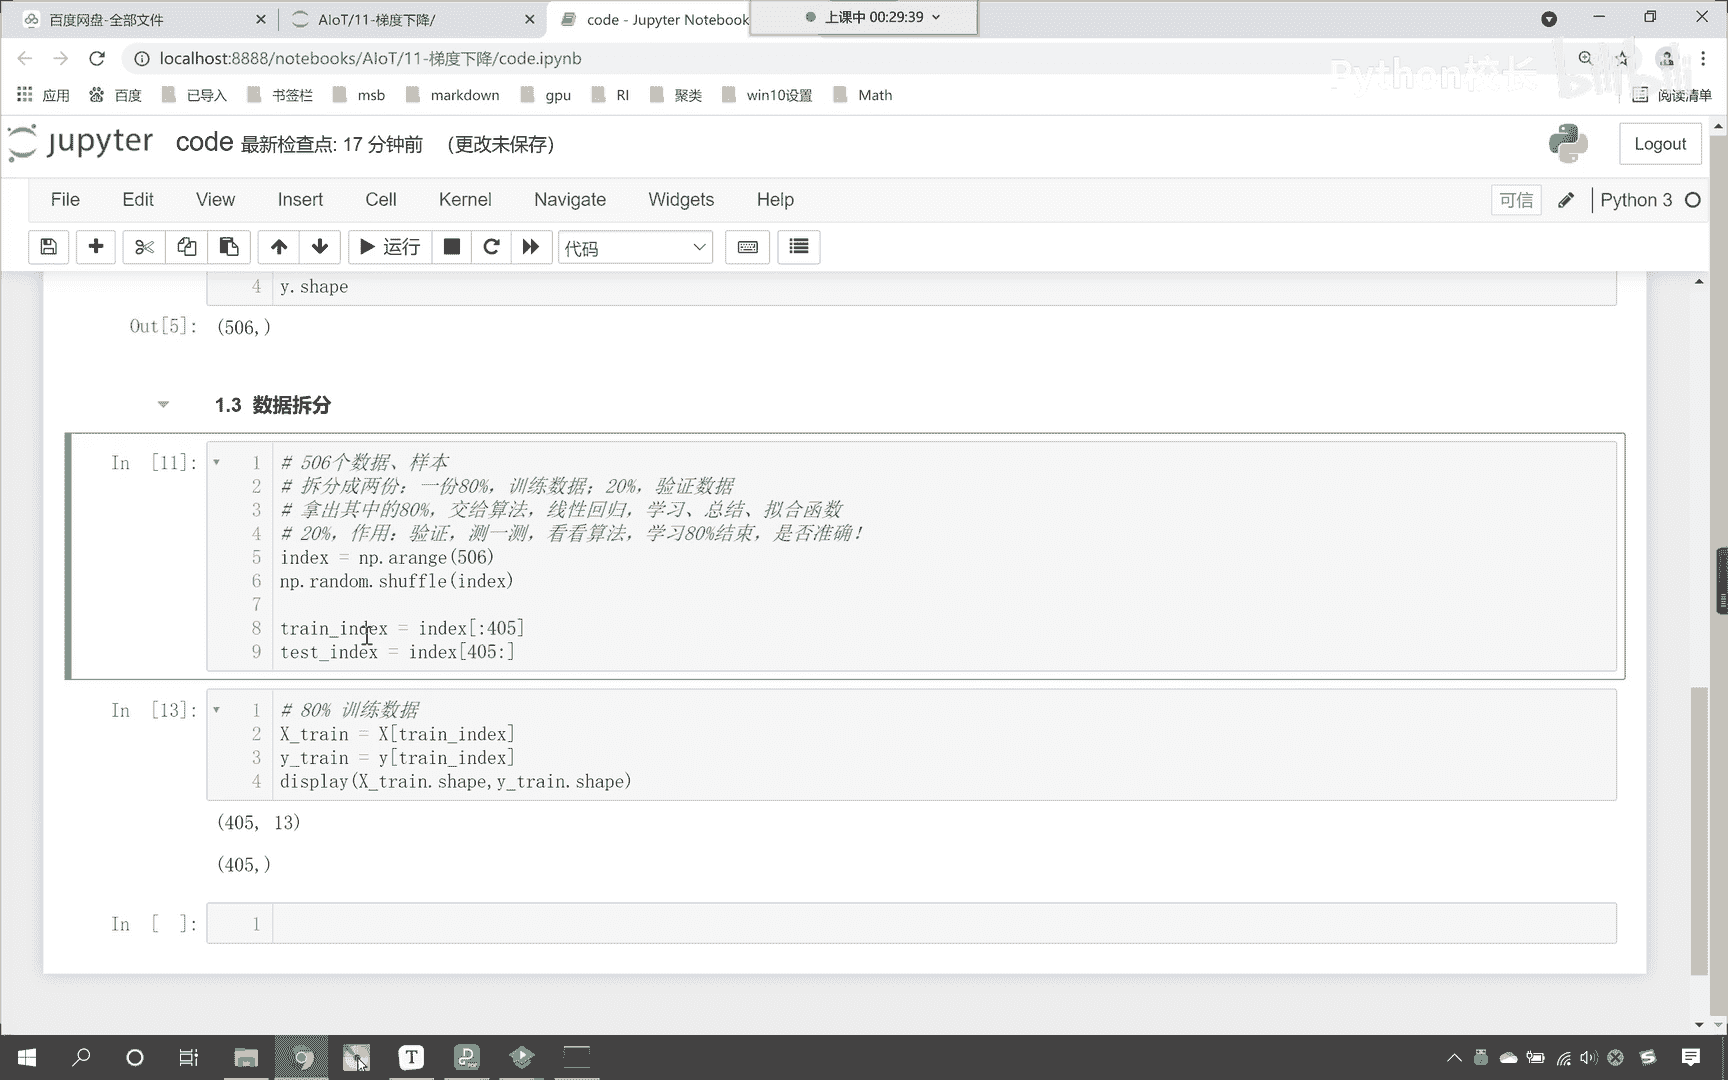 百度网盘-全部文件
AIoT/11-梯度下降/
code - Jupyter Notebook
上课中 00:29:39
localhost:8888/notebooks/AIoT/11-梯度下降/code.ipynb
Python校长
bilibili
应用 百度 已导入 书签栏 msb markdown gpu RI 聚类 win10设置 Math 阅读清单
jupyter code 最新检查点: 17 分钟前 (更改未保存)
Logout
File Edit View Insert Cell Kernel Navigate Widgets Help
可信 Python 3
运行 代码
4 y.shape
Out[5]: (506,)
1.3 数据拆分
In [11]:
1 # 506个数据、样本
2 # 拆分成两份：一份80%，训练数据；20%，验证数据
3 # 拿出其中的80%，交给算法，线性回归，学习、总结、拟合函数
4 # 20%，作用：验证，测一测，看看算法，学习80%结束，是否准确！
5 index = np.arange(506)
6 np.random.shuffle(index)
7
8 train_index = index[:405]
9 test_index = index[405:]
In [13]:
1 # 80% 训练数据
2 X_train = X[train_index]
3 y_train = y[train_index]
4 display(X_train.shape,y_train.shape)
(405, 13)
(405,)
In [ ]: 1